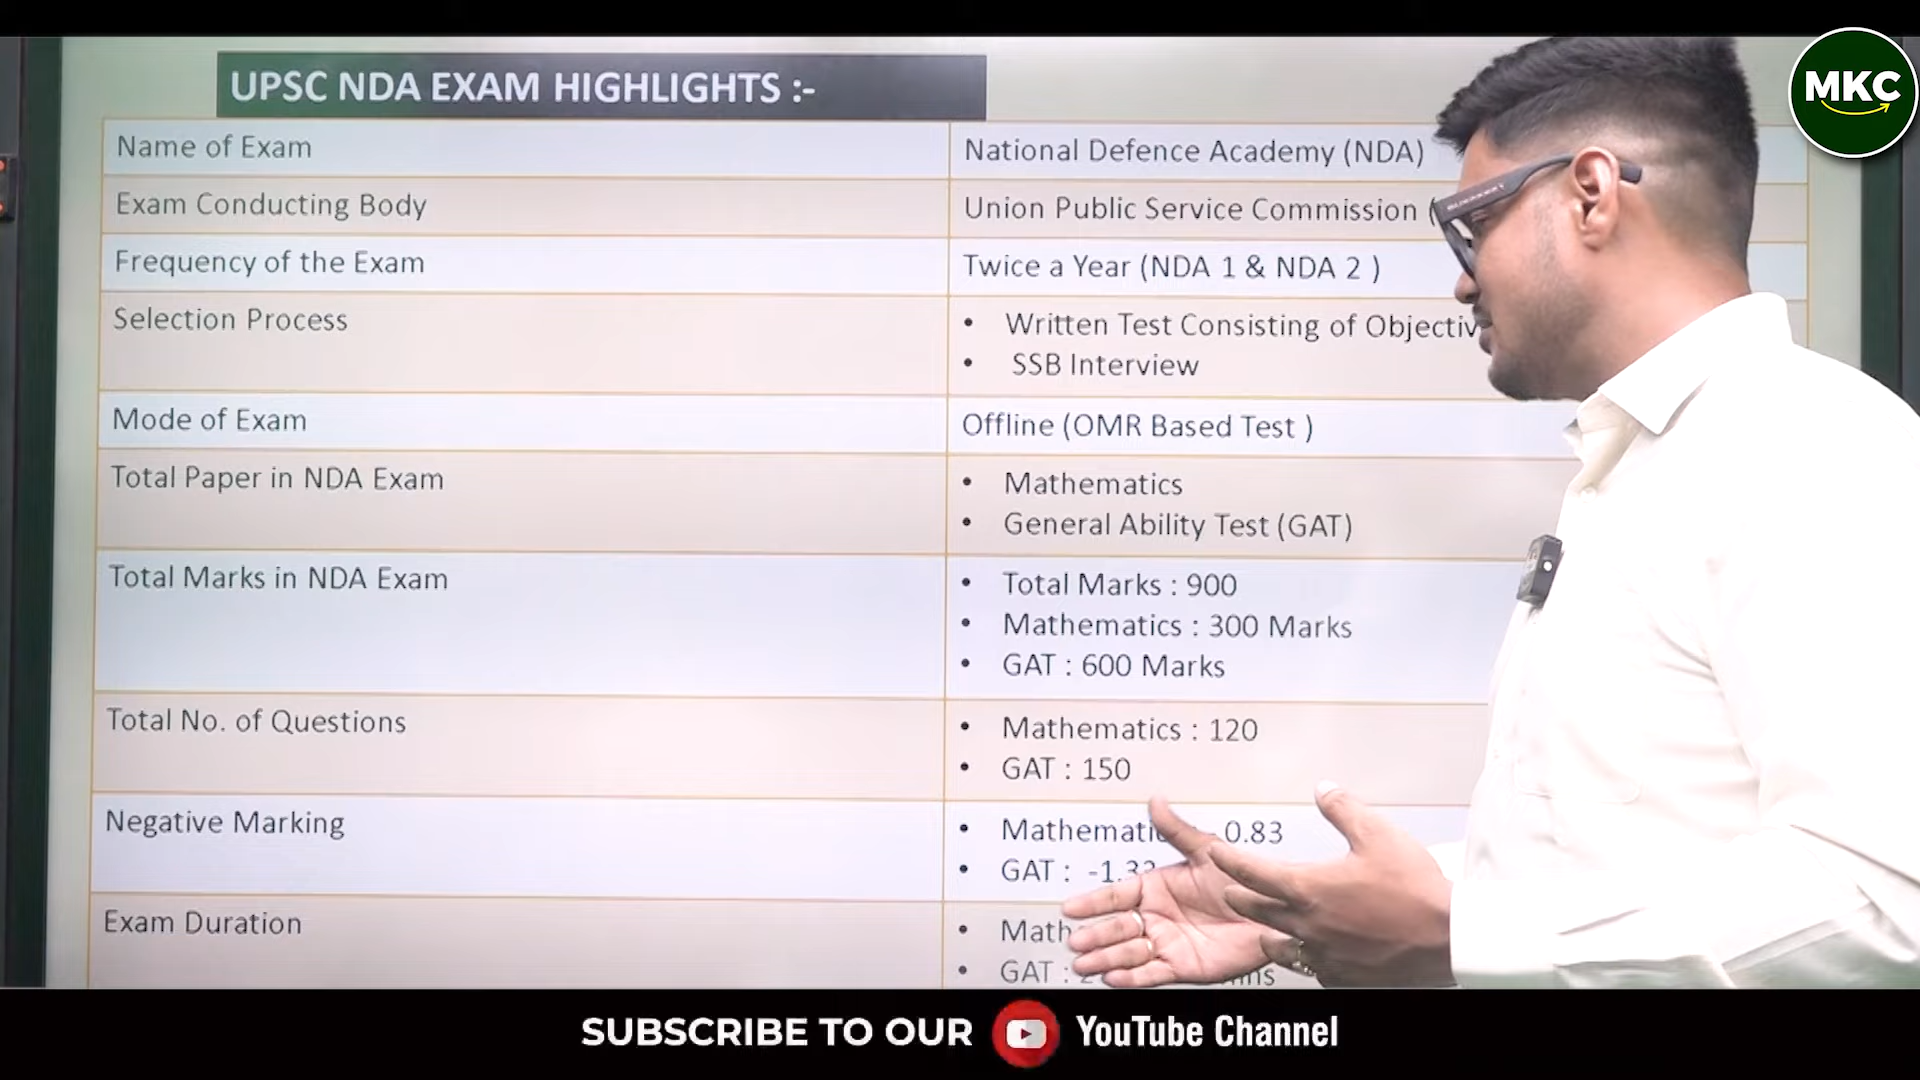 MKC
UPSC NDA EXAM HIGHLIGHTS :-
Name of Exam
National Defence Academy (NDA)
Exam Conducting Body
Union Public Service Commission (
Frequency of the Exam
Twice a Year (NDA 1 & NDA 2 )
Selection Process
• Written Test Consisting of
• SSB Interview
Mode of Exam
Offline (OMR Based Test )
Total Paper in NDA Exam
• Mathematics
• General Ability Test (GAT)
Total Marks in NDA Exam
• Total Marks : 900
• Mathematics : 300 Marks
• GAT : 600 Marks
Total No. of Questions
• Mathematics : 120
• GAT : 150
Negative Marking
• 0.83
• GAT :
Exam Duration
• GAT :
SUBSCRIBE TO OUR YouTube Channel